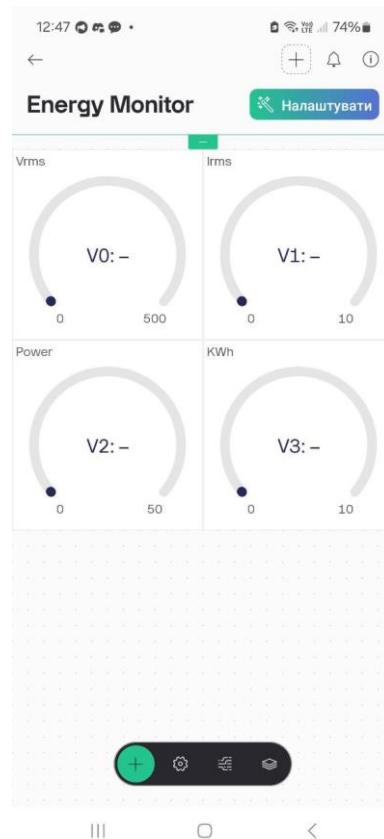 12:47
74%
Energy Monitor
Налаштувати
Vrms
Irms
V0: –
V1: –
0
500
0
10
Power
KWh
V2: –
V3: –
0
50
0
10